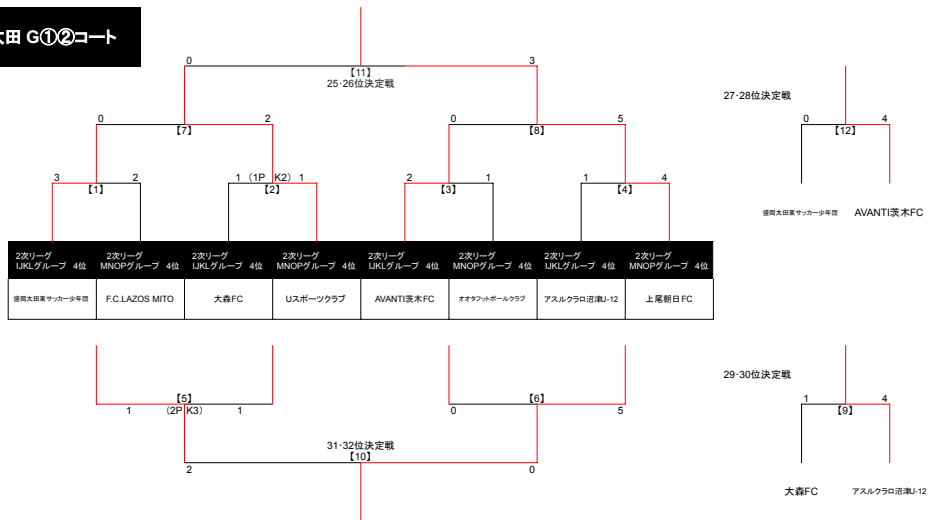 太田 G①②コート
0
3
【11】
25・26位決定戦
27・28位決定戦
0
2
0
5
0
4
【7】
【8】
【12】
3
2
1 (1P K2) 1
2
1
1
4
【1】
【2】
【3】
【4】
盛岡太田東サッカー少年団
AVANTI茨木FC
2次リーグ
IJKLグループ 4位
2次リーグ
MNOPグループ 4位
2次リーグ
IJKLグループ 4位
2次リーグ
MNOPグループ 4位
2次リーグ
IJKLグループ 4位
2次リーグ
MNOPグループ 4位
2次リーグ
IJKLグループ 4位
2次リーグ
MNOPグループ 4位
盛岡太田東サッカー少年団
F.C.LAZOS MITO
大森FC
Uスポーツクラブ
AVANTI茨木FC
オオタフットボールクラブ
アスルクラロ沼津U-12
上尾朝日FC
29・30位決定戦
【5】
【6】
1
4
1 (2P K3) 1
0
5
【9】
31・32位決定戦
【10】
2
0
大森FC
アスルクラロ沼津U-12